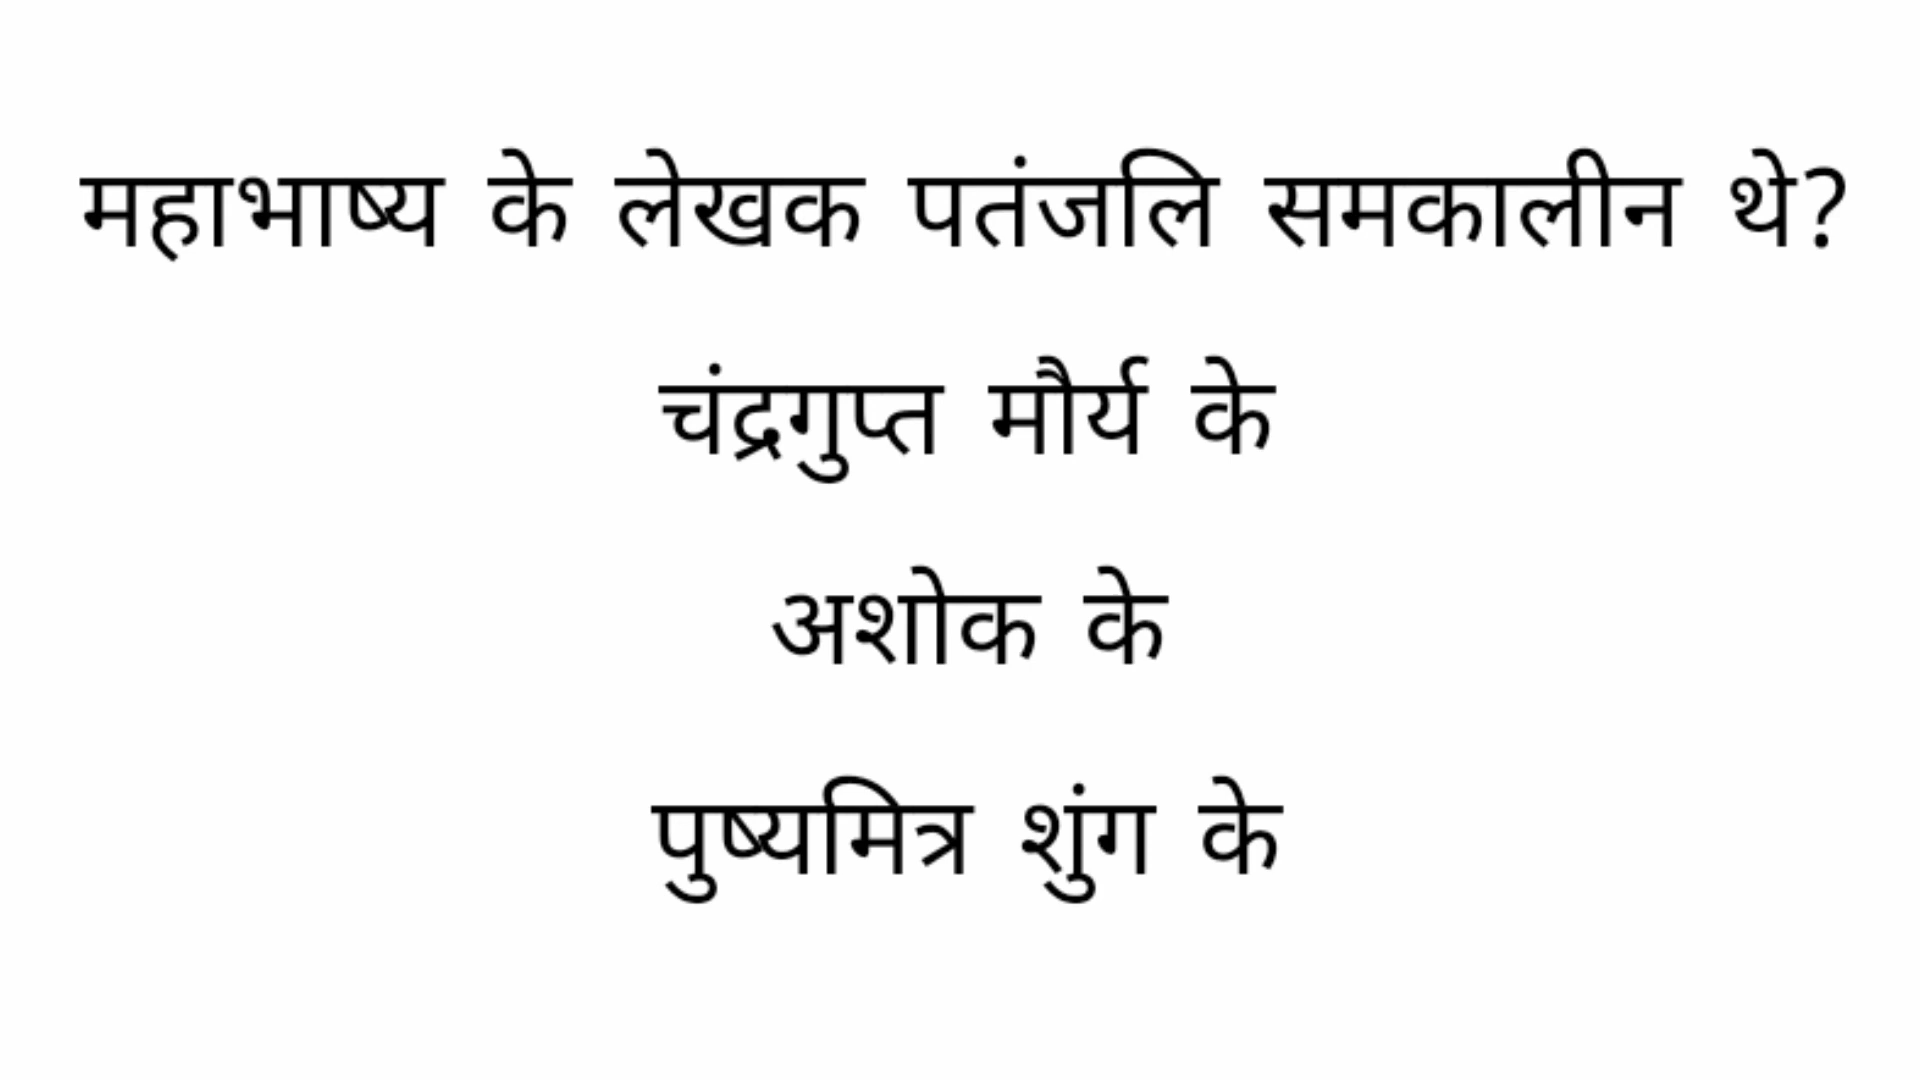 महाभाष्य के लेखक पतंजलि समकालीन थे?
चंद्रगुप्त मौर्य के
अशोक के
पुष्यमित्र शुंग के